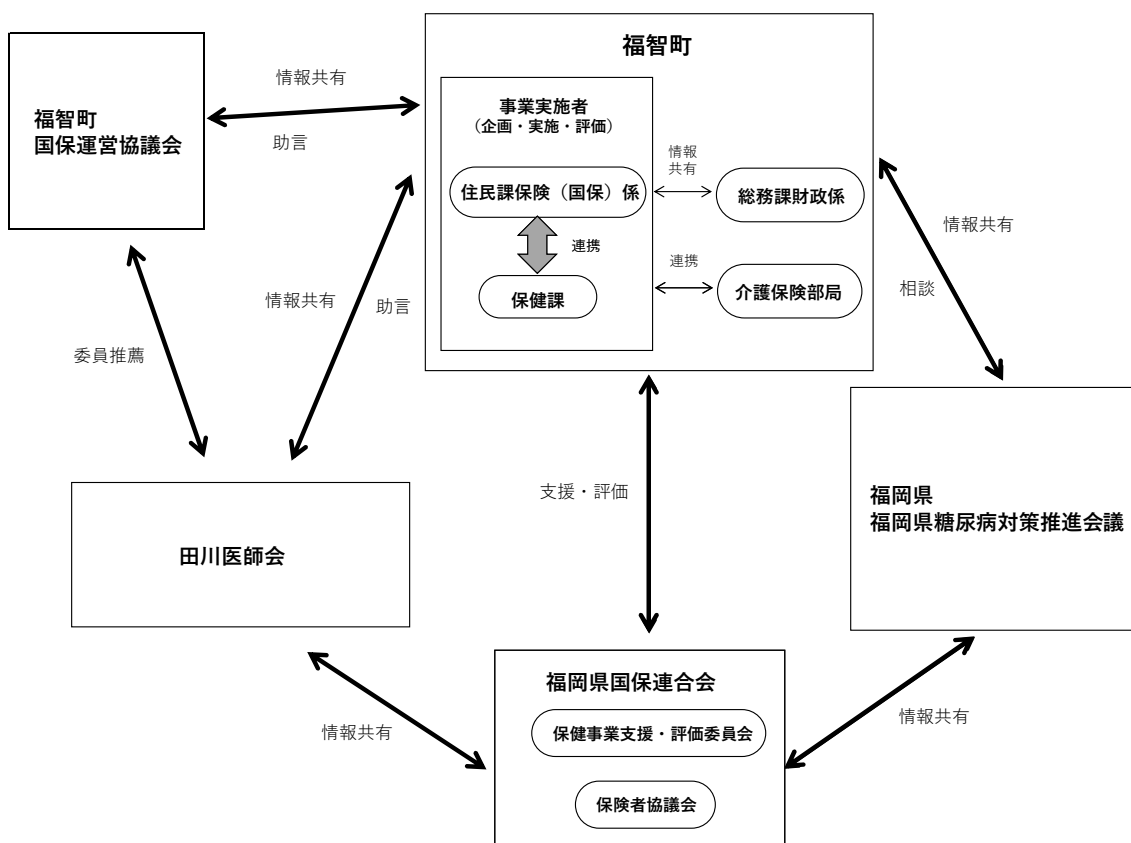 福智町
国保運営協議会
情報共有
助言
福智町
事業実施者
（企画・実施・評価）
住民課保険（国保）係
連携
保健課
情報
共有
総務課財政係
連携
介護保険部局
情報共有
助言
委員推薦
情報共有
相談
田川医師会
支援・評価
福岡県
福岡県糖尿病対策推進会議
情報共有
福岡県国保連合会
保健事業支援・評価委員会
保険者協議会
情報共有